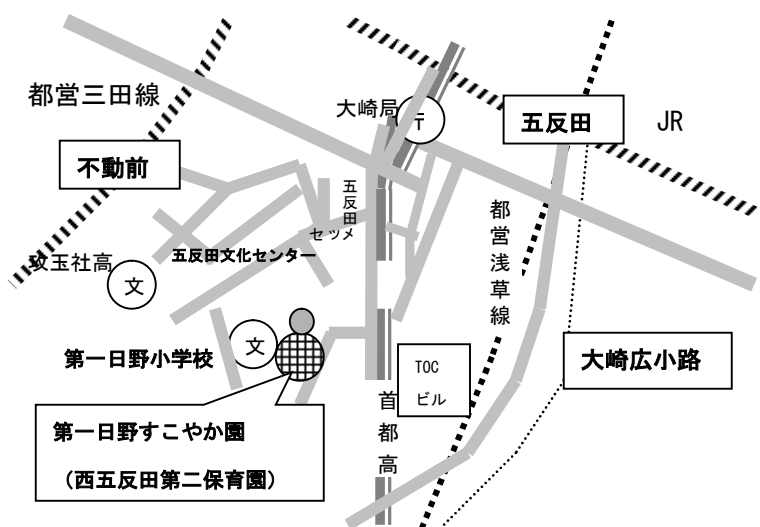 都営三田線
大崎局
〒
五反田
JR
不動前
五反田
セツメ
都営浅草線
五反田文化センター
攻玉社高
文
第一日野小学校
文
TOC
ビル
大崎広小路
首都高
第一日野すこやか園
(西五反田第二保育園)